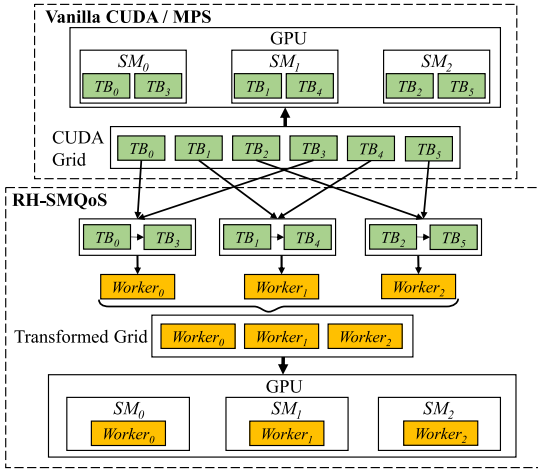 Vanilla CUDA / MPS
GPU
SM0 SM1 SM2
TB0 TB3 TB1 TB4 TB2 TB5
CUDA
Grid
TB0 TB1 TB2 TB3 TB4 TB5
RH-SMQoS
TB0 TB3 TB1 TB4 TB2 TB5
Worker0 Worker1 Worker2
Transformed Grid Worker0 Worker1 Worker2
GPU
SM0 SM1 SM2
Worker0 Worker1 Worker2